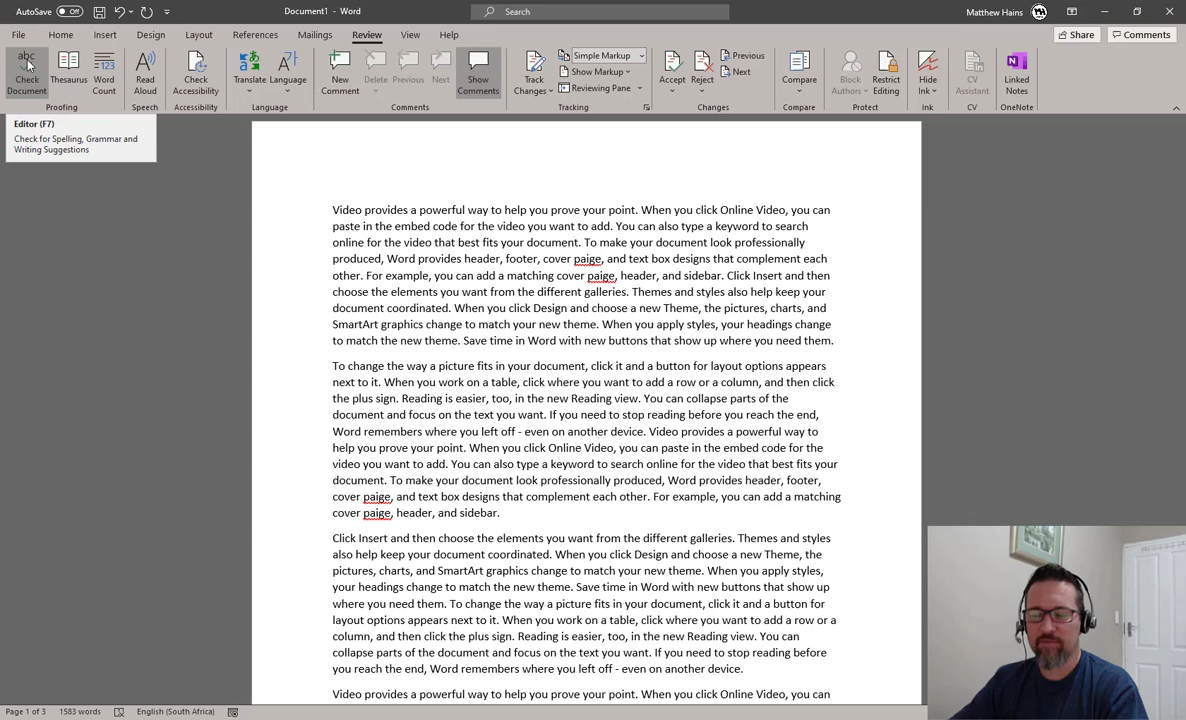 AutoSave Off Document1 - Word Search Matthew Hains
File Home Insert Design Layout References Mailings Review View Help Share Comments
abc 123
Check Document Thesaurus Word Count Read Aloud Check Accessibility Translate Language New Comment Delete Previous Next Show Comments Track Changes Simple Markup Show Markup Reviewing Pane Accept Reject Previous Next Compare Block Authors Restrict Editing Hide Ink CV Assistant Linked Notes
Proofing Speech Accessibility Language Comments Tracking Changes Compare Protect Ink CV OneNote
Editor (F7)
Check for Spelling, Grammar and
Writing Suggestions
Video provides a powerful way to help you prove your point. When you click Online Video, you can
paste in the embed code for the video you want to add. You can also type a keyword to search
online for the video that best fits your document. To make your document look professionally
produced, Word provides header, footer, cover paige, and text box designs that complement each
other. For example, you can add a matching cover paige, header, and sidebar. Click Insert and then
choose the elements you want from the different galleries. Themes and styles also help keep your
document coordinated. When you click Design and choose a new Theme, the pictures, charts, and
SmartArt graphics change to match your new theme. When you apply styles, your headings change
to match the new theme. Save time in Word with new buttons that show up where you need them.
To change the way a picture fits in your document, click it and a button for layout options appears
next to it. When you work on a table, click where you want to add a row or a column, and then click
the plus sign. Reading is easier, too, in the new Reading view. You can collapse parts of the
document and focus on the text you want. If you need to stop reading before you reach the end,
Word remembers where you left off - even on another device. Video provides a powerful way to
help you prove your point. When you click Online Video, you can paste in the embed code for the
video you want to add. You can also type a keyword to search online for the video that best fits your
document. To make your document look professionally produced, Word provides header, footer,
cover paige, and text box designs that complement each other. For example, you can add a matching
cover paige, header, and sidebar.
Click Insert and then choose the elements you want from the different galleries. Themes and styles
also help keep your document coordinated. When you click Design and choose a new Theme, the
pictures, charts, and SmartArt graphics change to match your new theme. When you apply styles,
your headings change to match the new theme. Save time in Word with new buttons that show up
where you need them. To change the way a picture fits in your document, click it and a button for
layout options appears next to it. When you work on a table, click where you want to add a row or a
column, and then click the plus sign. Reading is easier, too, in the new Reading view. You can
collapse parts of the document and focus on the text you want. If you need to stop reading before
you reach the end, Word remembers where you left off - even on another device.
Video provides a powerful way to help you prove your point. When you click Online Video, you can
Page 1 of 3 1583 words English (South Africa)